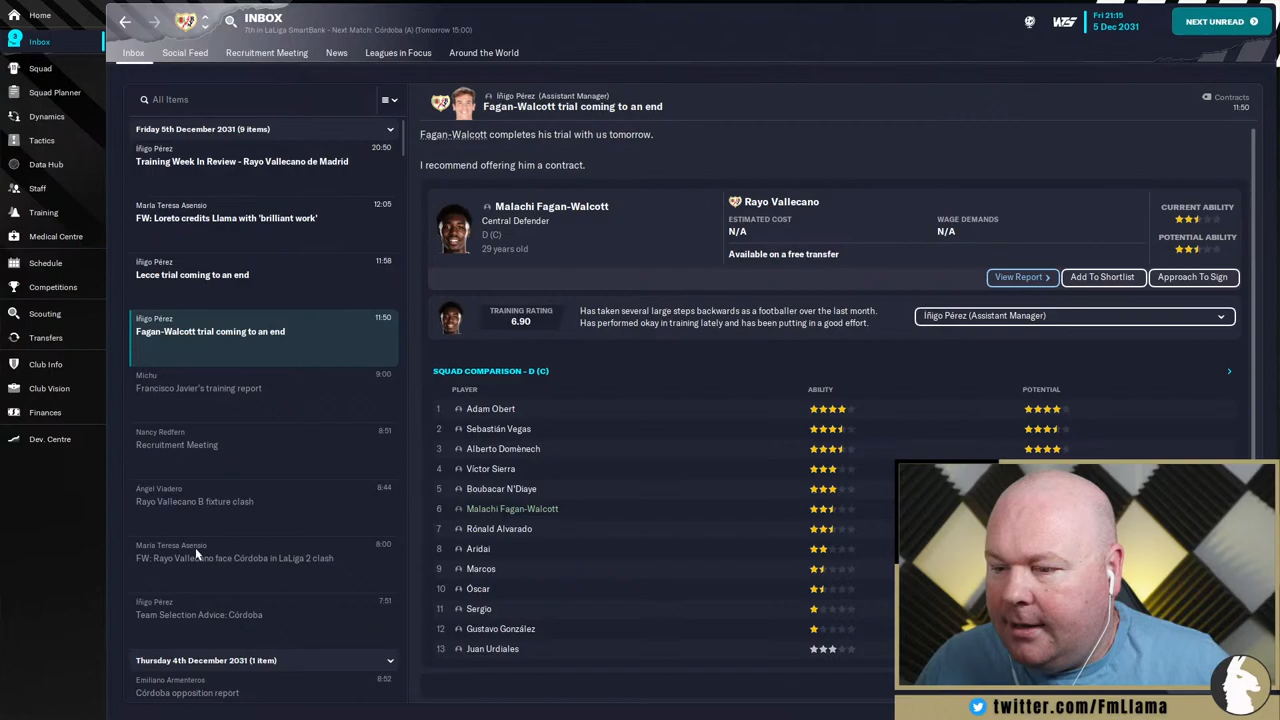 Home
3
Inbox
Squad
Squad Planner
Dynamics
Tactics
Data Hub
Staff
Training
Medical Centre
Schedule
Competitions
Scouting
Transfers
Club Info
Club Vision
Finances
Dev. Centre
INBOX
7th in LaLiga SmartBank - Next Match: Córdoba (A) (Tomorrow 15:00)
Fri 21:15
5 Dec 2031
NEXT UNREAD
Inbox
Social Feed
Recruitment Meeting
News
Leagues in Focus
Around the World
All Items
Friday 5th December 2031 (9 items)
Iñigo Pérez
20:50
Training Week In Review - Rayo Vallecano de Madrid
María Teresa Asensio
12:05
FW: Loreto credits Llama with 'brilliant work'
Iñigo Pérez
11:58
Lecce trial coming to an end
Iñigo Pérez
11:50
Fagan-Walcott trial coming to an end
Michu
9:00
Francisco Javier's training report
Nancy Redfern
8:51
Recruitment Meeting
Ángel Viadero
8:44
Rayo Vallecano B fixture clash
María Teresa Asensio
8:00
FW: Rayo Vallecano face Córdoba in LaLiga 2 clash
Iñigo Pérez
7:51
Team Selection Advice: Córdoba
Thursday 4th December 2031 (1 item)
Emiliano Armenteros
8:52
Córdoba opposition report
Iñigo Pérez (Assistant Manager)
Fagan-Walcott trial coming to an end
Contracts
11:50
Fagan-Walcott completes his trial with us tomorrow.
I recommend offering him a contract.
Malachi Fagan-Walcott
Central Defender
D (C)
29 years old
Rayo Vallecano
ESTIMATED COST
N/A
WAGE DEMANDS
N/A
Available on a free transfer
CURRENT ABILITY
POTENTIAL ABILITY
View Report
Add To Shortlist
Approach To Sign
TRAINING RATING
6.90
Has taken several large steps backwards as a footballer over the last month.
Has performed okay in training lately and has been putting in a good effort.
Iñigo Pérez (Assistant Manager)
SQUAD COMPARISON - D (C)
PLAYER ABILITY POTENTIAL
1 Adam Obert
2 Sebastián Vegas
3 Alberto Domènech
4 Víctor Sierra
5 Boubacar N'Diaye
6 Malachi Fagan-Walcott
7 Rónald Alvarado
8 Aridai
9 Marcos
10 Óscar
11 Sergio
12 Gustavo González
13 Juan Urdiales
twitter.com/FmLlama